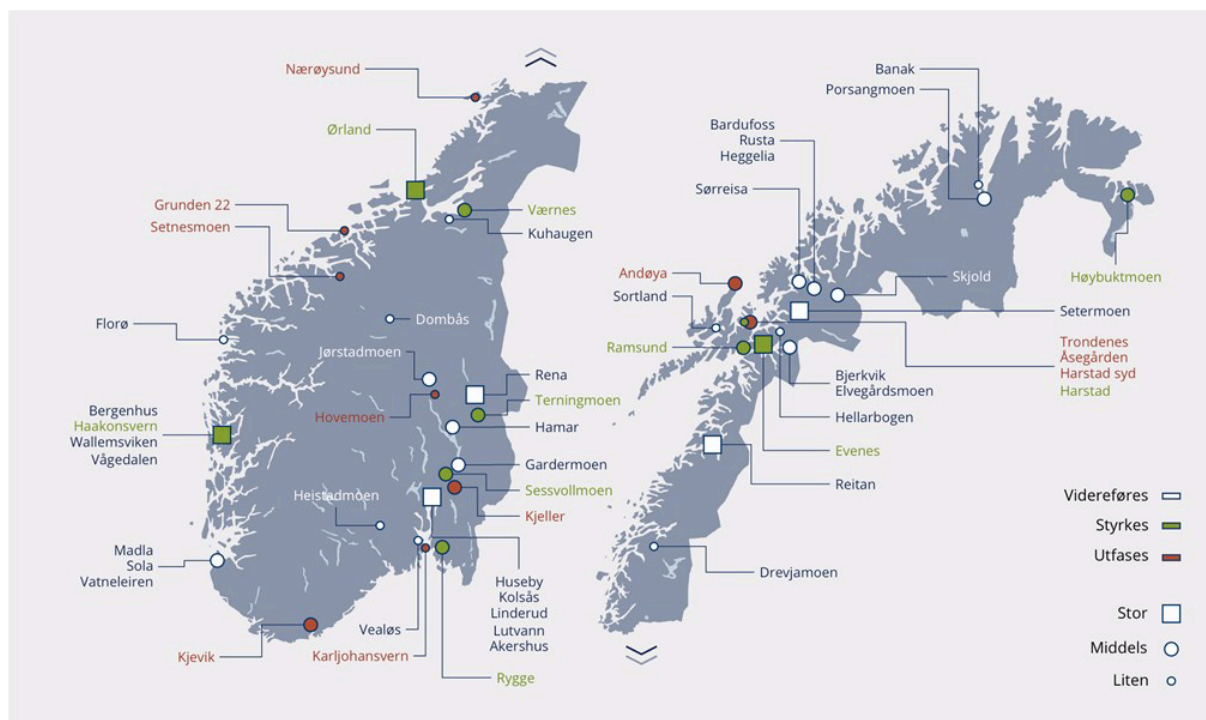 Nærøysund
Ørland
Grunden 22
Setnesmoen
Værnes
Kuhaugen
Florø
Dombås
Jørstadmoen
Hovemoen
Rena
Terningmoen
Hamar
Bergenhus
Haakonsvern
Wallemsviken
Vågedalen
Gardermoen
Sessvollmoen
Kjeller
Heistadmoen
Madla
Sola
Vatneleiren
Huseby
Kolsås
Linderud
Lutvann
Akershus
Vealøs
Kjevik
Karljohansvern
Rygge
Banak
Porsangmoen
Bardufoss
Rusta
Heggelia
Sørreisa
Andøya
Sortland
Ramsund
Skjold
Høybuktmoen
Setermoen
Trondenes
Åsegården
Harstad syd
Harstad
Bjerkvik
Elvegårdsmoen
Hellarbogen
Evenes
Reitan
Drevjamoen
Videreføres
Styrkes
Utfases
Stor
Middels
Liten